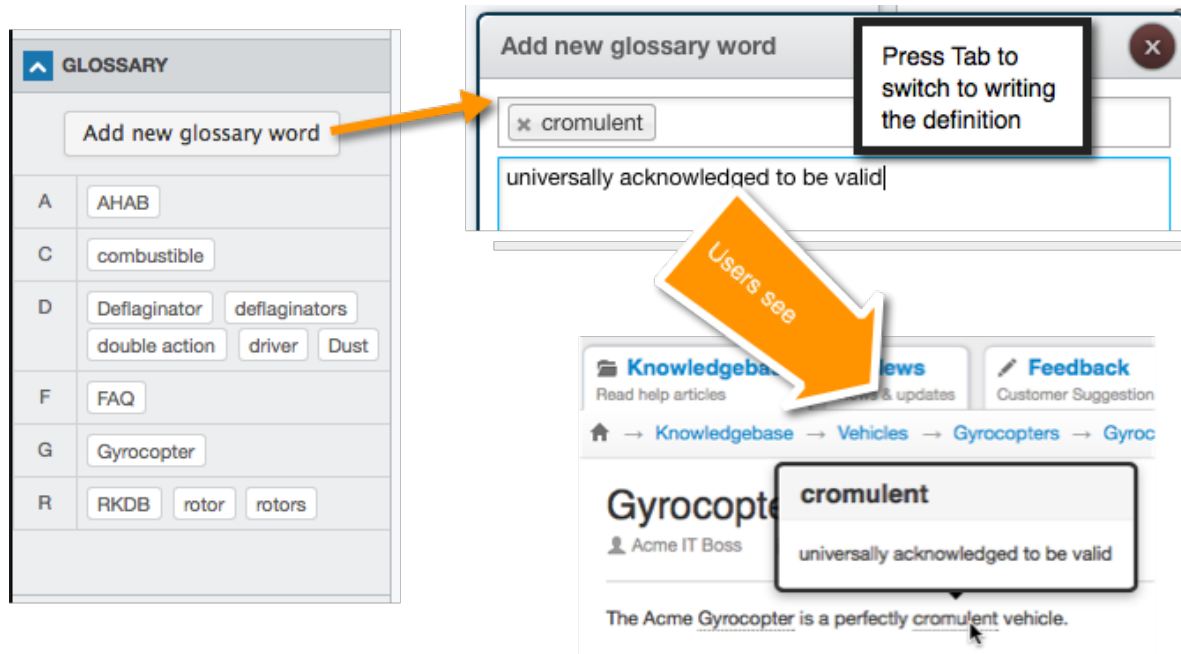 GLOSSARY
Add new glossary word
A AHAB
C combustible
D Deflaginator deflaginators
double action driver Dust
F FAQ
G Gyrocopter
R RKDB rotor rotors
Add new glossary word
x
Press Tab to
switch to writing
the definition
× cromulent
universally acknowledged to be valid
Users see
Knowledgeba ews Feedback
Read help articles & updates Customer Suggestion
→ Knowledgebase → Vehicles → Gyrocopters → Gyroc
Gyrocopte
Acme IT Boss
cromulent
universally acknowledged to be valid
The Acme Gyrocopter is a perfectly cromulent vehicle.